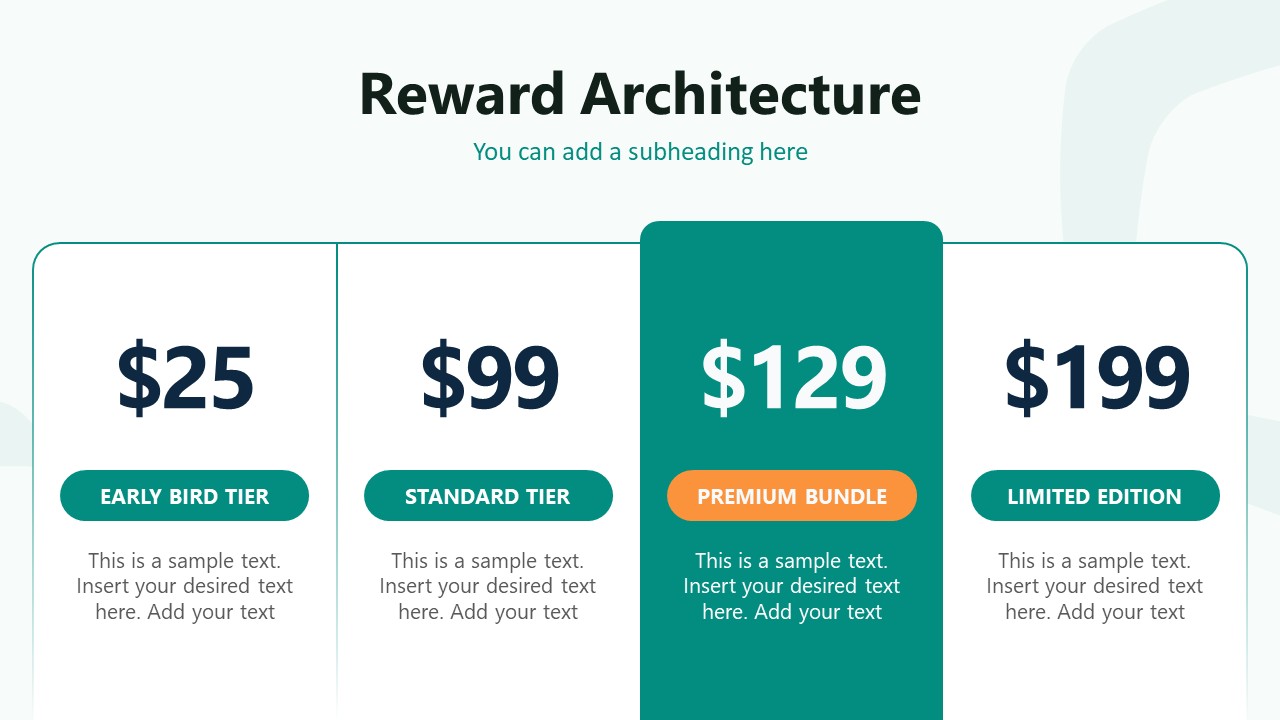 Reward Architecture
You can add a subheading here
$25
EARLY BIRD TIER
This is a sample text.
Insert your desired text
here. Add your text
$99
STANDARD TIER
This is a sample text.
Insert your desired text
here. Add your text
$129
PREMIUM BUNDLE
This is a sample text.
Insert your desired text
here. Add your text
$199
LIMITED EDITION
This is a sample text.
Insert your desired text
here. Add your text